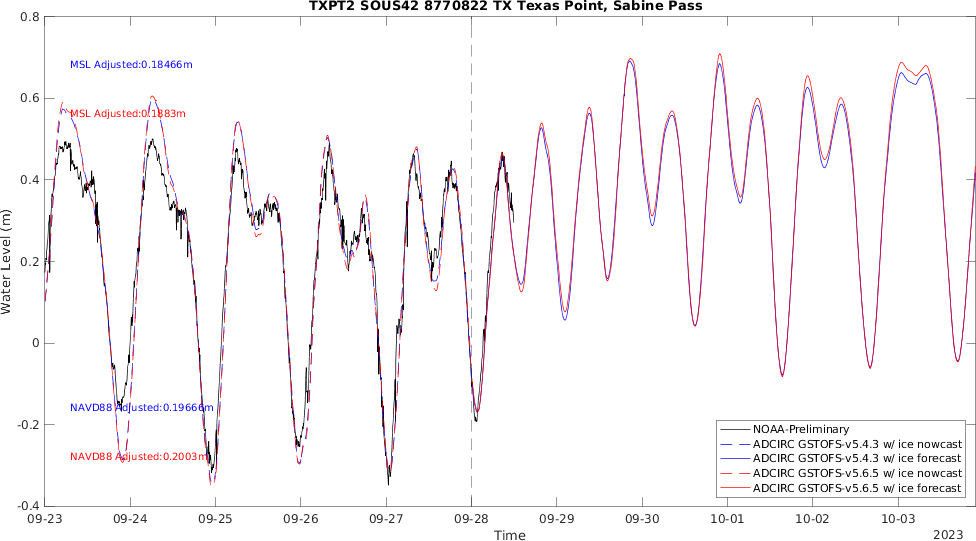 TXPT2 SOUS42 8770822 TX Texas Point, Sabine Pass
0.8
0.6
0.4
0.2
0
-0.2
-0.4
Water Level (m)
MSL Adjusted:0.18466m
MSL Adjusted:0.1883m
NAVD88 Adjusted:0.19666m
NAVD88 Adjusted:0.2003m
NOAA-Preliminary
ADCIRC GSTOFS-v5.4.3 w/ ice nowcast
ADCIRC GSTOFS-v5.4.3 w/ ice forecast
ADCIRC GSTOFS-v5.6.5 w/ ice nowcast
ADCIRC GSTOFS-v5.6.5 w/ ice forecast
09-23 09-24 09-25 09-26 09-27 09-28 09-29 09-30 10-01 10-02 10-03
Time
2023